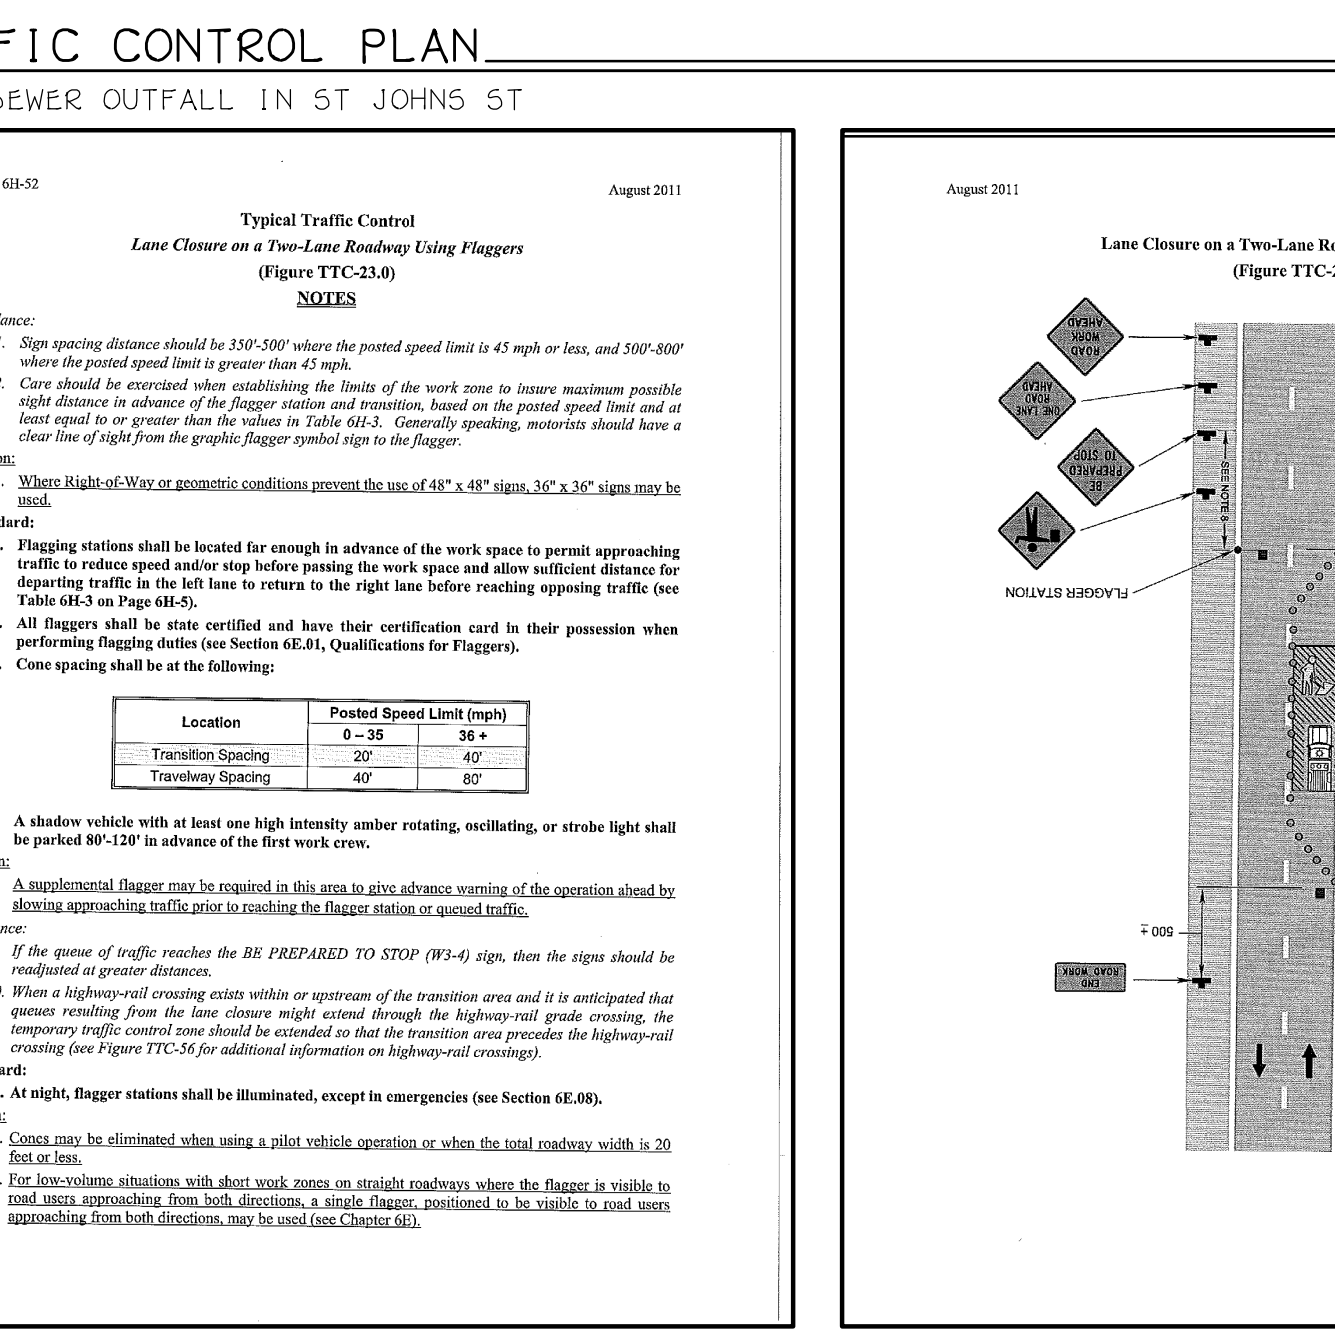 FIC CONTROL PLAN
SEWER OUTFALL IN ST JOHNS ST
6H-52
August 2011
Typical Traffic Control
Lane Closure on a Two-Lane Roadway Using Flaggers
(Figure TTC-23.0)
NOTES
ance:
. Sign spacing distance should be 350'-500' where the posted speed limit is 45 mph or less, and 500'-800'
where the posted speed limit is greater than 45 mph.
. Care should be exercised when establishing the limits of the work zone to insure maximum possible
sight distance in advance of the flagger station and transition, based on the posted speed limit and at
least equal to or greater than the values in Table 6H-3. Generally speaking, motorists should have a
clear line of sight from the graphic flagger symbol sign to the flagger.
on:
. Where Right-of-Way or geometric conditions prevent the use of 48" x 48" signs, 36" x 36" signs may be
used.
dard:
. Flagging stations shall be located far enough in advance of the work space to permit approaching
traffic to reduce speed and/or stop before passing the work space and allow sufficient distance for
departing traffic in the left lane to return to the right lane before reaching opposing traffic (see
Table 6H-3 on Page 6H-5).
. All flaggers shall be state certified and have their certification card in their possession when
performing flagging duties (see Section 6E.01, Qualifications for Flaggers).
. Cone spacing shall be at the following:
Location
Posted Speed Limit (mph)
0 – 35
36 +
Transition Spacing
20'
40'
Travelway Spacing
40'
80'
A shadow vehicle with at least one high intensity amber rotating, oscillating, or strobe light shall
be parked 80'-120' in advance of the first work crew.
n:
A supplemental flagger may be required in this area to give advance warning of the operation ahead by
slowing approaching traffic prior to reaching the flagger station or queued traffic.
nce:
If the queue of traffic reaches the BE PREPARED TO STOP (W3-4) sign, then the signs should be
readjusted at greater distances.
. When a highway-rail crossing exists within or upstream of the transition area and it is anticipated that
queues resulting from the lane closure might extend through the highway-rail grade crossing, the
temporary traffic control zone should be extended so that the transition area precedes the highway-rail
crossing (see Figure TTC-56 for additional information on highway-rail crossings).
ard:
. At night, flagger stations shall be illuminated, except in emergencies (see Section 6E.08).
n:
. Cones may be eliminated when using a pilot vehicle operation or when the total roadway width is 20
feet or less.
. For low-volume situations with short work zones on straight roadways where the flagger is visible to
road users approaching from both directions, a single flagger, positioned to be visible to road users
approaching from both directions, may be used (see Chapter 6E).
August 2011
Lane Closure on a Two-Lane Ro
(Figure TTC-2
ROAD
WORK
AHEAD
ONE LANE
ROAD
AHEAD
BE
PREPARED
TO STOP
SEE NOTE 8
FLAGGER STATION
500 ±
END
ROAD WORK